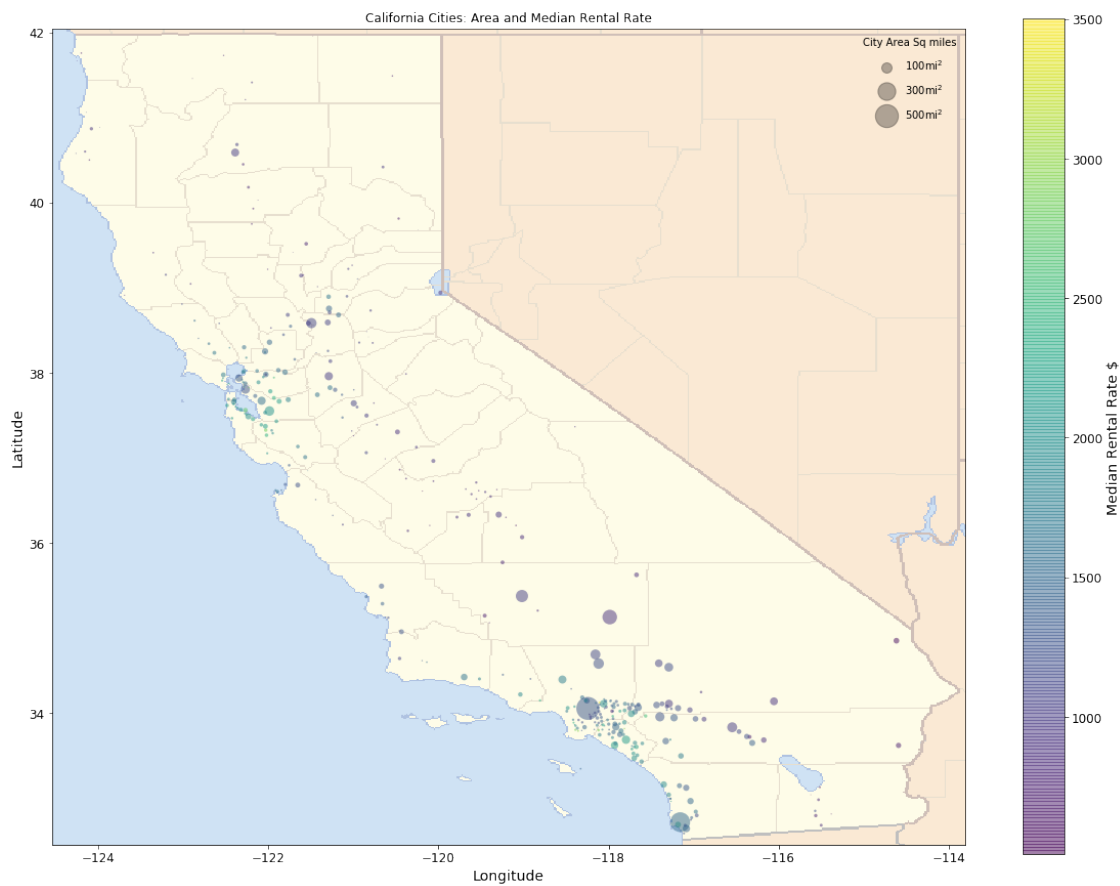 California Cities: Area and Median Rental Rate
42
40
38
36
34
Latitude
−124
−122
−120
−118
−116
−114
Longitude
City Area Sq miles
100mi²
300mi²
500mi²
3500
3000
2500
2000
1500
1000
Median Rental Rate $